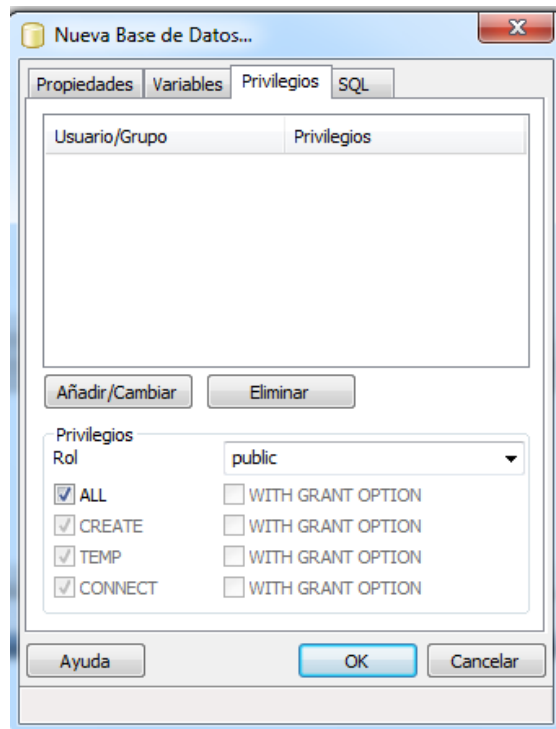 Nueva Base de Datos...
Propiedades Variables Privilegios SQL
Usuario/Grupo Privilegios
Añadir/Cambiar Eliminar
Privilegios
Rol public
ALL WITH GRANT OPTION
CREATE WITH GRANT OPTION
TEMP WITH GRANT OPTION
CONNECT WITH GRANT OPTION
Ayuda OK Cancelar